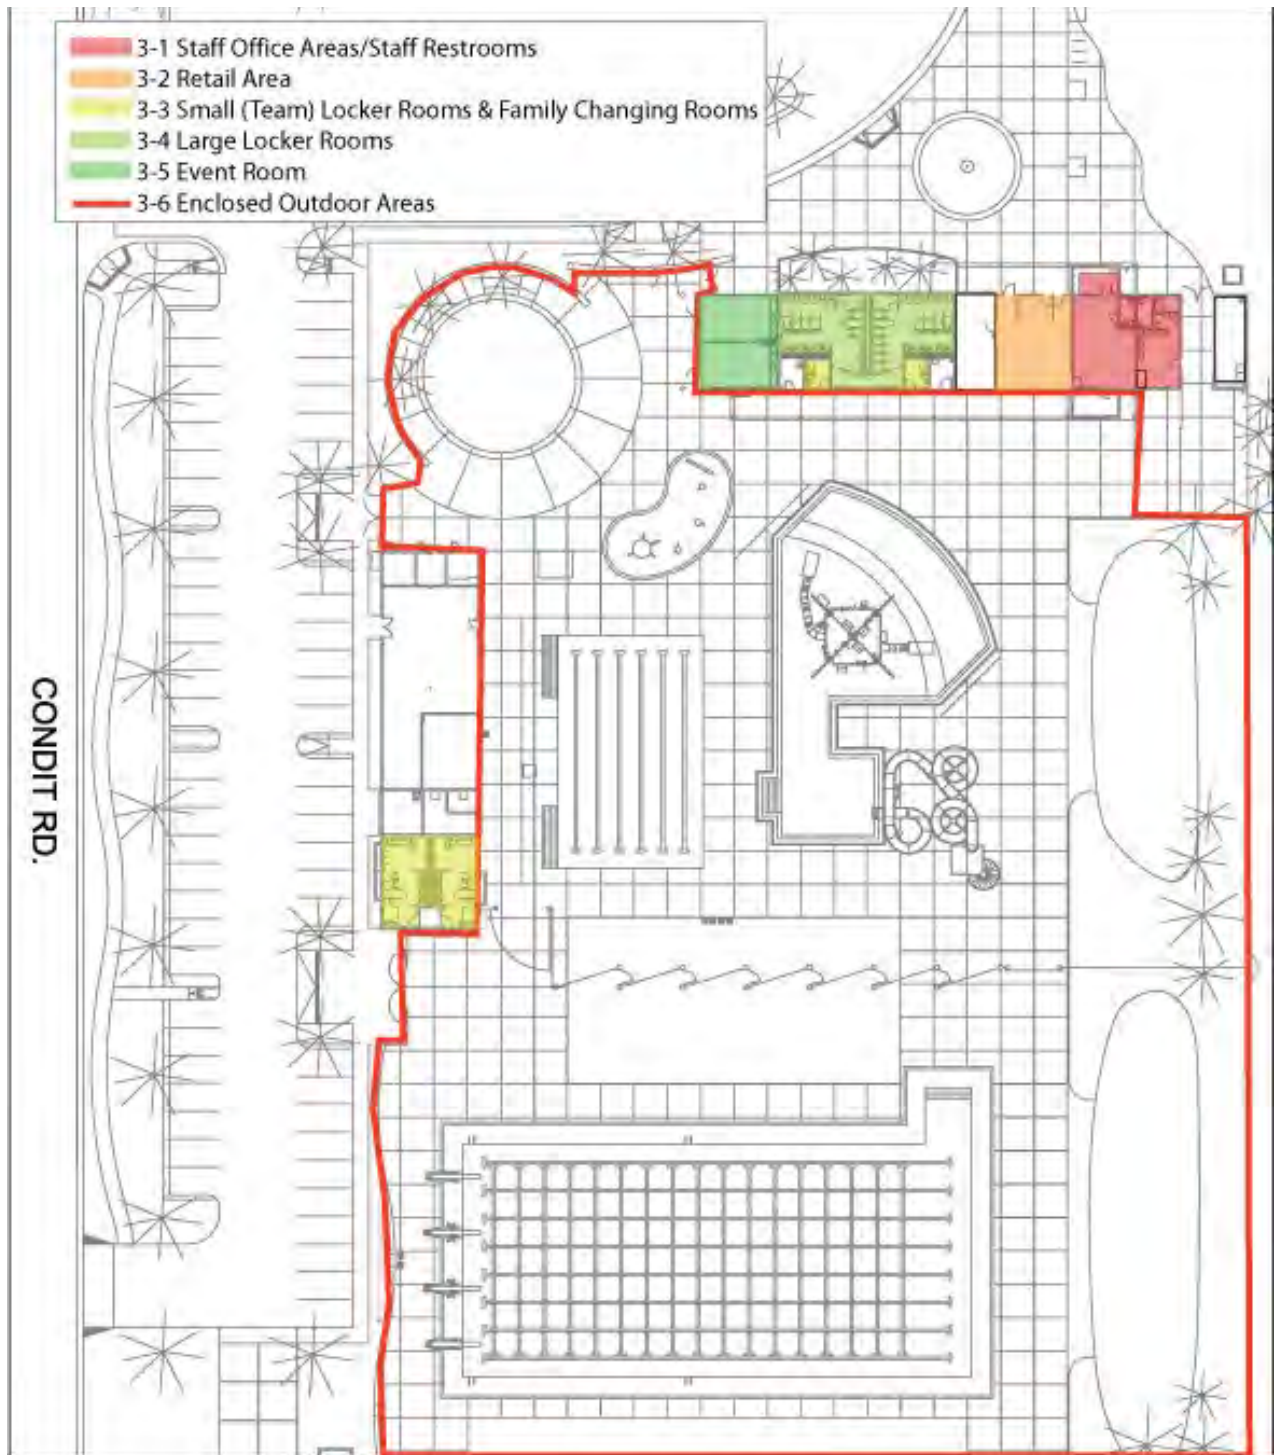 3-1 Staff Office Areas/Staff Restrooms
3-2 Retail Area
3-3 Small (Team) Locker Rooms & Family Changing Rooms
3-4 Large Locker Rooms
3-5 Event Room
3-6 Enclosed Outdoor Areas
CONDIT RD.